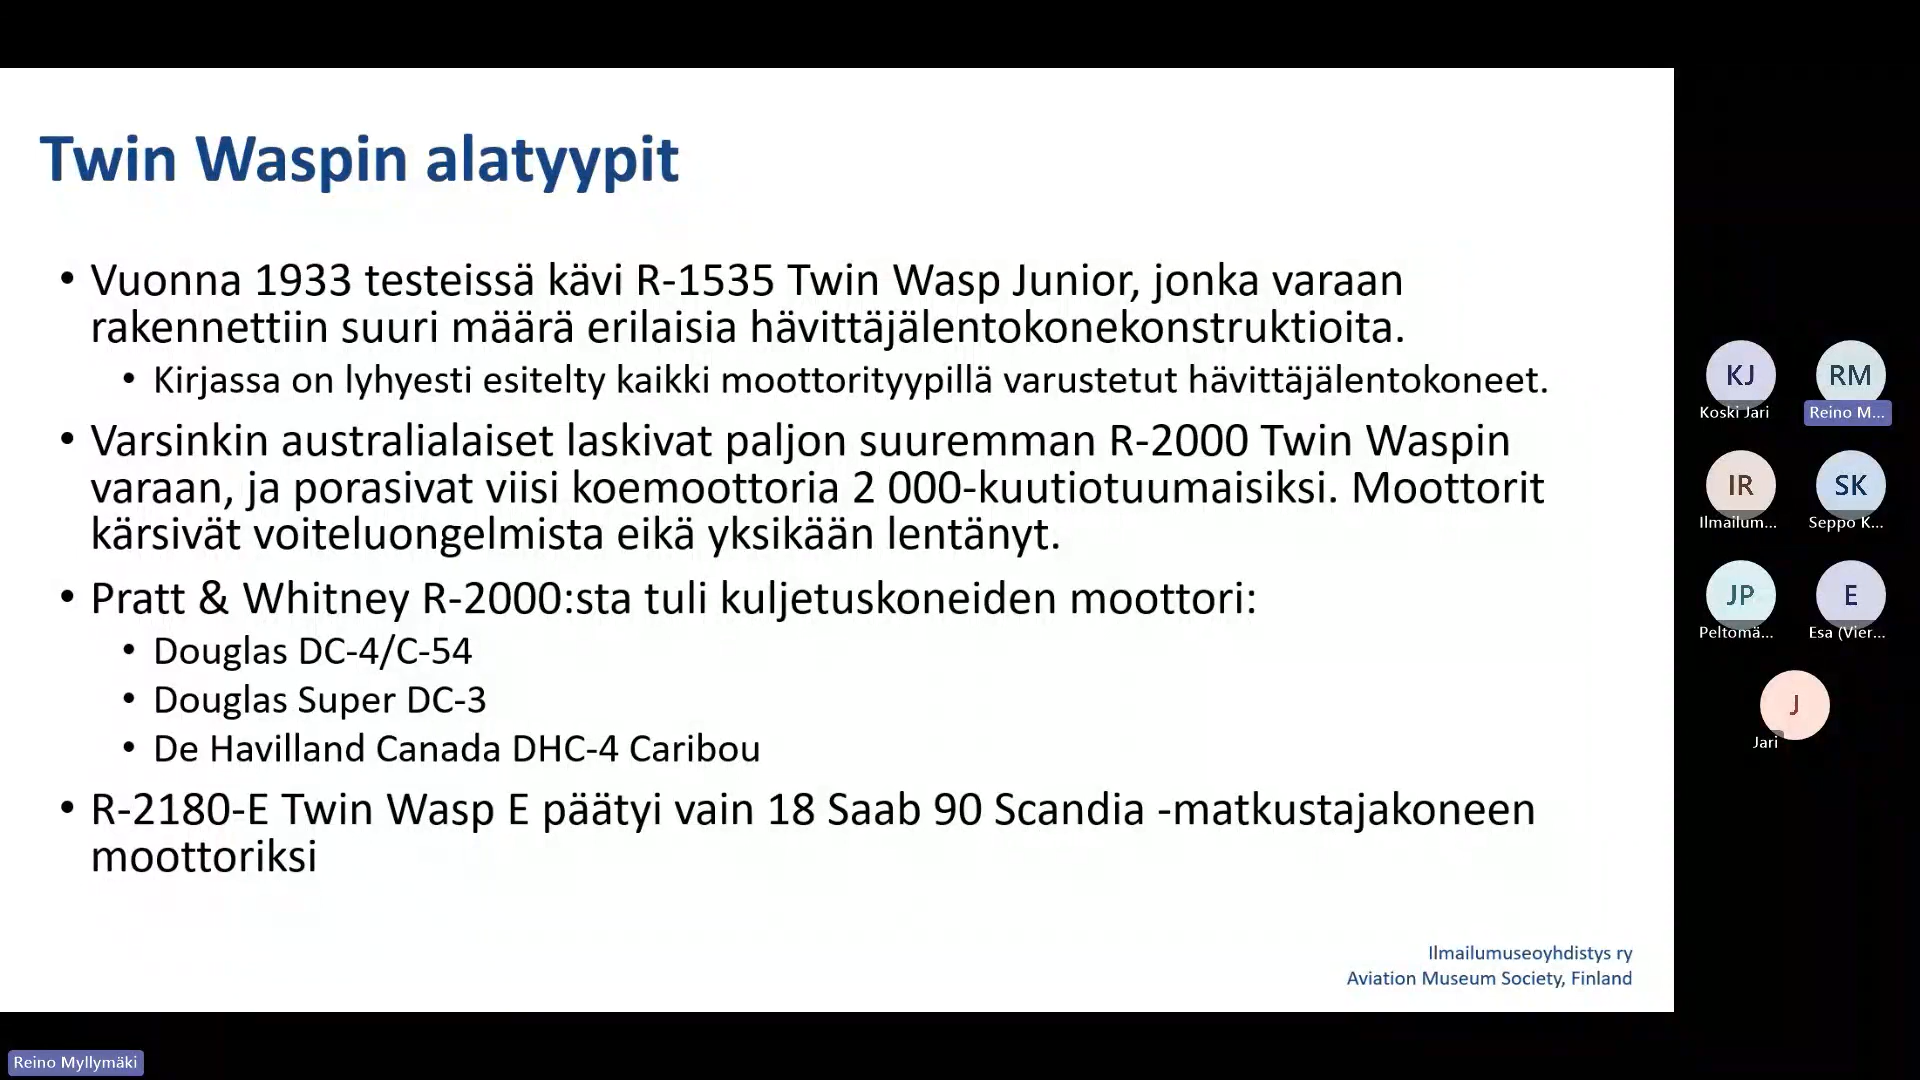 Twin Waspin alatyypit
• Vuonna 1933 testeissä kävi R-1535 Twin Wasp Junior, jonka varaan
rakennettiin suuri määrä erilaisia hävittäjälentokonekonstruktioita.
• Kirjassa on lyhyesti esitelty kaikki moottorityypillä varustetut hävittäjälentokoneet.
• Varsinkin australialaiset laskivat paljon suuremman R-2000 Twin Waspin
varaan, ja porasivat viisi koemoottoria 2 000-kuutiotuumaisiksi. Moottorit
kärsivät voiteluongelmista eikä yksikään lentänyt.
• Pratt & Whitney R-2000:sta tuli kuljetuskoneiden moottori:
• Douglas DC-4/C-54
• Douglas Super DC-3
• De Havilland Canada DHC-4 Caribou
• R-2180-E Twin Wasp E päätyi vain 18 Saab 90 Scandia -matkustajakoneen
moottoriksi
Ilmailumuseoyhdistys ry
Aviation Museum Society, Finland
KJ RM
Koski Jari Reino M...
IR SK
Ilmailum... Seppo K...
JP E
Peltomä... Esa (Vier...
J
Jari
Reino Myllymäki